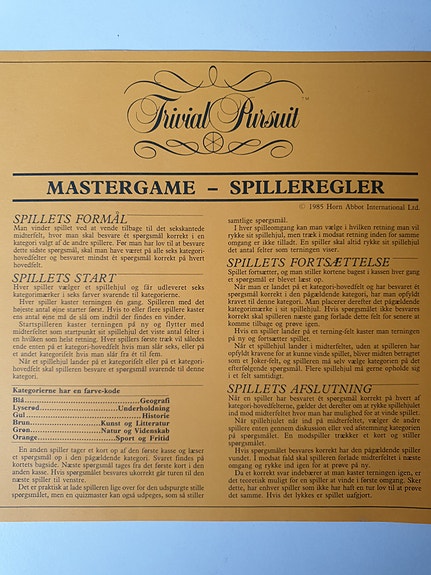 Trivial Pursuit
TM
MASTERGAME – SPILLEREGLER
© 1985 Horn Abbot International Ltd.
SPILLETS FORMÅL
Man vinder spillet ved at vende tilbage til det sekskantede
midterfelt, hvor man skal besvare ét spørgsmål korrekt i en
kategori valgt af de andre spillere. Før man har lov til at besvare
dette sidste spørgsmål, skal man have været på alle seks kategori-
hovedfelter og besvaret mindst ét spørgsmål korrekt på hvert
hovedfelt.
SPILLETS START
Hver spiller vælger et spillehjul og får udleveret seks
kategorimærker i seks farver svarende til kategorierne.
Hver spiller kaster terningen én gang. Spilleren med det
højeste antal øjne starter først. Hvis to eller flere spillere kaster
ens antal øjne må de slå om indtil der findes en vinder.
Startspilleren kaster terningen på ny og flytter med
midterfeltet som startpunkt sit spillehjul det viste antal felter i
en hvilken som helst retning. Hver spillers første træk vil således
ende enten på et kategori-hovedfelt hvis man slår seks, eller på
et andet kategorifelt hvis man slår fra ét til fem.
Når et spillehjul lander på et kategorifelt eller på et kategori-
hovedfelt skal spilleren besvare et spørgsmål svarende til denne
kategori.
Kategorierne har en farve-kode
Blå...Geografi
Lyserød...Underholdning
Gul...Historie
Brun...Kunst og Litteratur
Grøn...Natur og Videnskab
Orange...Sport og Fritid
En anden spiller tager et kort op af den første kasse og læser
et spørgsmål op i den pågældende kategori. Svaret findes på
kortets bagside. Næste spørgsmål tages fra det første kort i den
anden kasse. Hvis spørgsmålet besvares ukorrekt går turen til den
næste spiller til venstre.
Det er praktisk at lade spilleren lige over for den udspurgte stille
spørgsmålet, men en quizmaster kan også udpeges, som så stiller
samtlige spørgsmål.
I hver spilleomgang kan man vælge i hvilken retning man vil
rykke sit spillehjul, men træk i modsat retning inden for samme
omgang er ikke tilladt. En spiller skal altid rykke sit spillehjul
det antal felter som terningen viser.
SPILLETS FORTSÆTTELSE
Spillet fortsætter, og man stiller kortene bagest i kassen hver gang
et spørgsmål er blevet læst op.
Når man er landet på et kategori-hovedfelt og har besvaret ét
spørgsmål korrekt i den pågældende kategori, har man opfyldt
kravet til denne kategori. Man placerer derefter det pågældende
kategorimærke i sit spillehjul. Hvis spørgsmålet ikke besvares
korrekt skal spilleren næste gang forlade dette felt for senere at
komme tilbage og prøve igen.
Hvis en spiller lander på et terning-felt kaster man terningen
på ny og fortsætter spillet.
Når et spillehjul lander i midterfeltet, uden at spilleren har
opfyldt kravene for at kunne vinde spillet, bliver midten betragtet
som et Joker-felt, og spilleren må selv vælge kategorien på det
efterfølgende spørgsmål. Flere spillehjul må gerne opholde sig
i et felt samtidigt.
SPILLETS AFSLUTNING
Når en spiller har besvaret ét spørgsmål korrekt på hvert af
kategori-hovedfelterne, gælder det derefter om at rykke spillehjulet
ind mod midterfeltet hvor man har mulighed for at vinde spillet.
Når spillehjulet når ind på midterfeltet, vælger de andre
spillere enten gennem diskussion eller ved afstemning kategorien
på et spørgsmål. En modspiller trækker et kort og stiller
spørgsmålet.
Hvis spørgsmålet besvares korrekt har den pågældende spiller
vundet. I modsat fald skal spilleren forlade midterfeltet i næste
omgang og rykke ind igen for at prøve på ny.
Da et korrekt svar indebærer at man kaster terningen igen, er
det teoretisk muligt for en spiller at vinde i første omgang. Sker
dette, har enhver spiller som ikke har haft en tur lov til at prøve
det samme. Hvis det lykkes er spillet uafgjort.